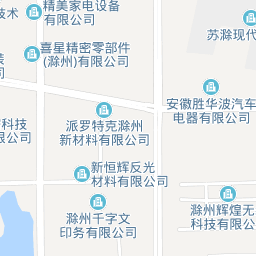 精美家电设备
有限公司
技术
苏滁现代
喜星精密零部件
(滁州)有限公司
安徽胜华波汽车
电器有限公司
派罗特克滁州
新材料有限公司
科技
公司
新恒辉反光
材料有限公司
滁州千字文
印务有限公司
滁州辉煌无
科技有限公